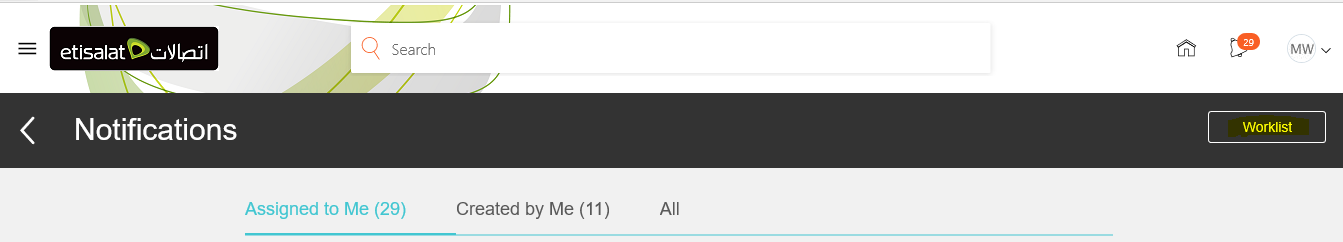 etisalat اتصالات
Search
29
MW
Notifications
Worklist
Assigned to Me (29)
Created by Me (11)
All